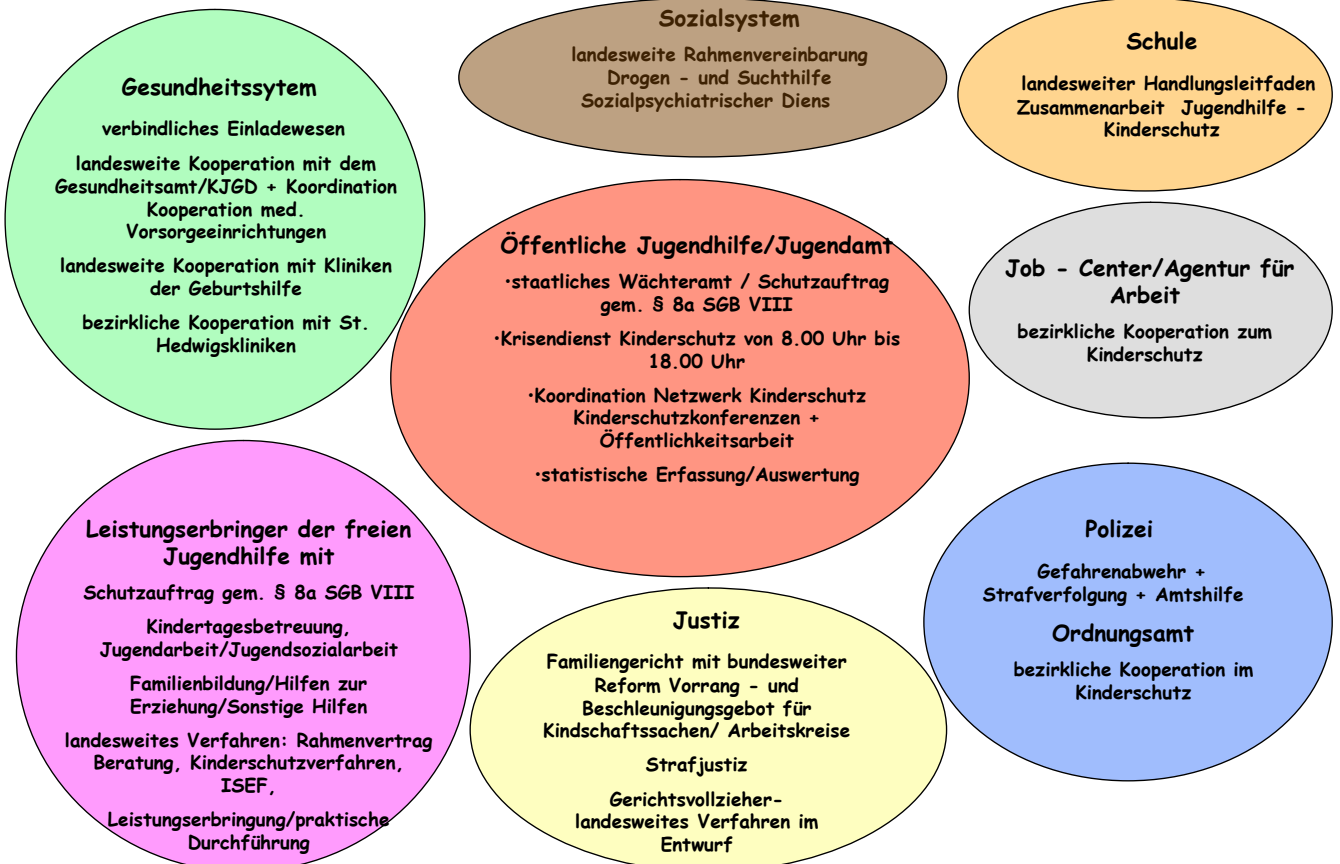 Gesundheitssytem
verbindliches Einladewesen
landesweite Kooperation mit dem
Gesundheitsamt/KJGD + Koordination
Kooperation med.
Vorsorgeeinrichtungen
landesweite Kooperation mit Kliniken
der Geburtshilfe
bezirkliche Kooperation mit St.
Hedwigskliniken
Sozialsystem
landesweite Rahmenvereinbarung
Drogen - und Suchthilfe
Sozialpsychiatrischer Diens
Schule
landesweiter Handlungsleitfaden
Zusammenarbeit Jugendhilfe -
Kinderschutz
Öffentliche Jugendhilfe/Jugendamt
•staatliches Wächteramt / Schutzauftrag
gem. § 8a SGB VIII
•Krisendienst Kinderschutz von 8.00 Uhr bis
18.00 Uhr
•Koordination Netzwerk Kinderschutz
Kinderschutzkonferenzen +
Öffentlichkeitsarbeit
•statistische Erfassung/Auswertung
Job - Center/Agentur für
Arbeit
bezirkliche Kooperation zum
Kinderschutz
Leistungserbringer der freien
Jugendhilfe mit
Schutzauftrag gem. § 8a SGB VIII
Kindertagesbetreuung,
Jugendarbeit/Jugendsozialarbeit
Familienbildung/Hilfen zur
Erziehung/Sonstige Hilfen
landesweites Verfahren: Rahmenvertrag
Beratung, Kinderschutzverfahren,
ISEF,
Leistungserbringung/praktische
Durchführung
Justiz
Familiengericht mit bundesweiter
Reform Vorrang - und
Beschleunigungsgebot für
Kindschaftssachen/ Arbeitskreise
Strafjustiz
Gerichtsvollzieher-
landesweites Verfahren im
Entwurf
Polizei
Gefahrenabwehr +
Strafverfolgung + Amtshilfe
Ordnungsamt
bezirkliche Kooperation im
Kinderschutz